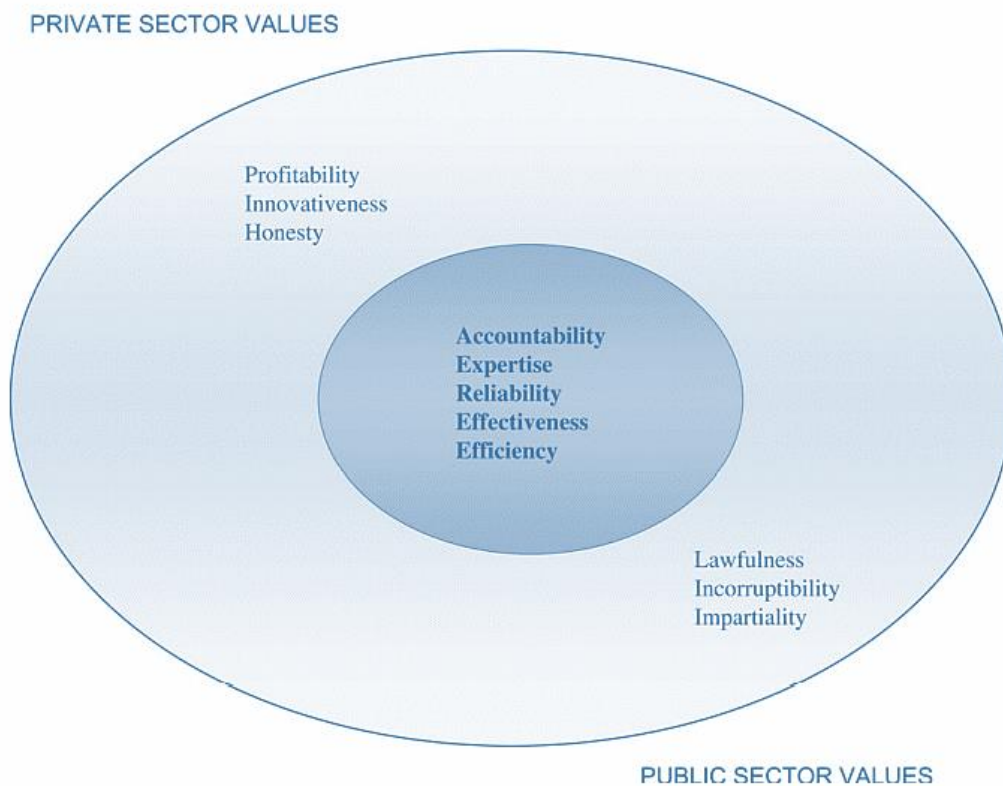 PRIVATE SECTOR VALUES
Profitability
Innovativeness
Honesty
Accountability
Expertise
Reliability
Effectiveness
Efficiency
Lawfulness
Incorruptibility
Impartiality
PUBLIC SECTOR VALUES